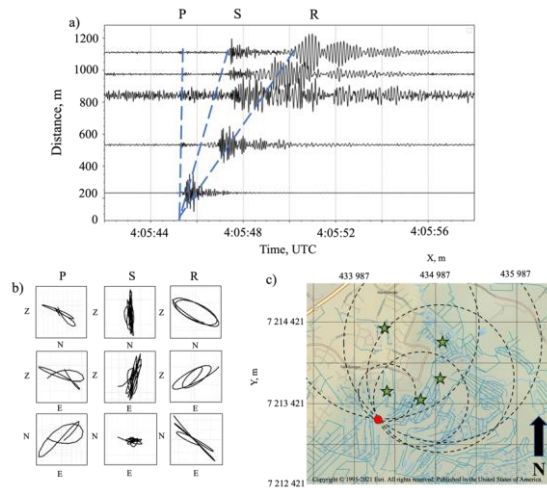 P S R
a)
1200
1000
800
600
400
200
0
Distance, m
4:05:44 4:05:48 4:05:52 4:05:56
Time, UTC
b)
P S R
Z Z Z
N N N
Z Z Z
E E E
N N N
E E E
c)
X, m
433 987 434 987 435 987
7 214 421
7 213 421
7 212 421
Y, m
N
Copyright © 1995-2021 Esri. All rights reserved. Published in the United States of America.